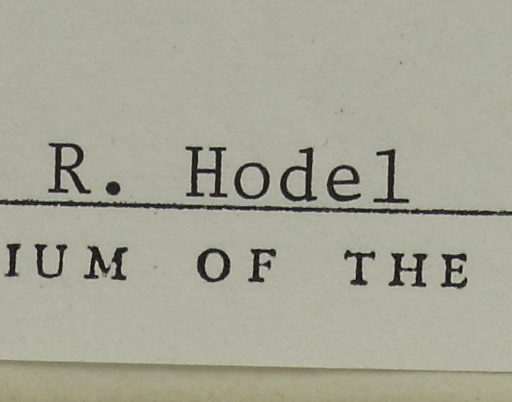 R. Hodel
IUM OF THE